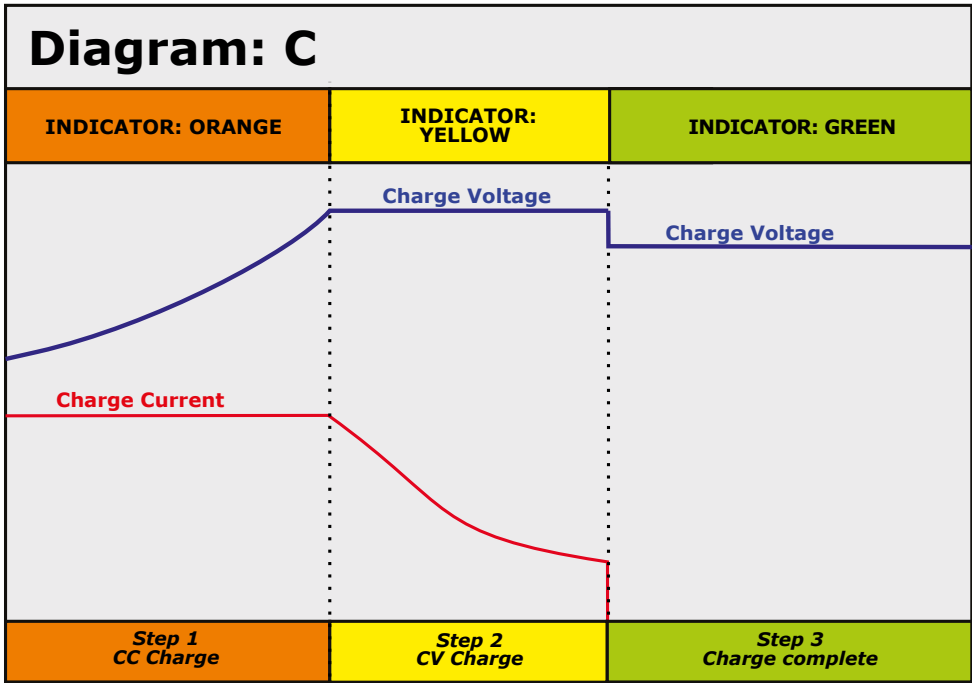 Diagram: C
INDICATOR: ORANGE
INDICATOR:
YELLOW
INDICATOR: GREEN
Charge Voltage
Charge Voltage
Charge Current
Step 1
CC Charge
Step 2
CV Charge
Step 3
Charge complete